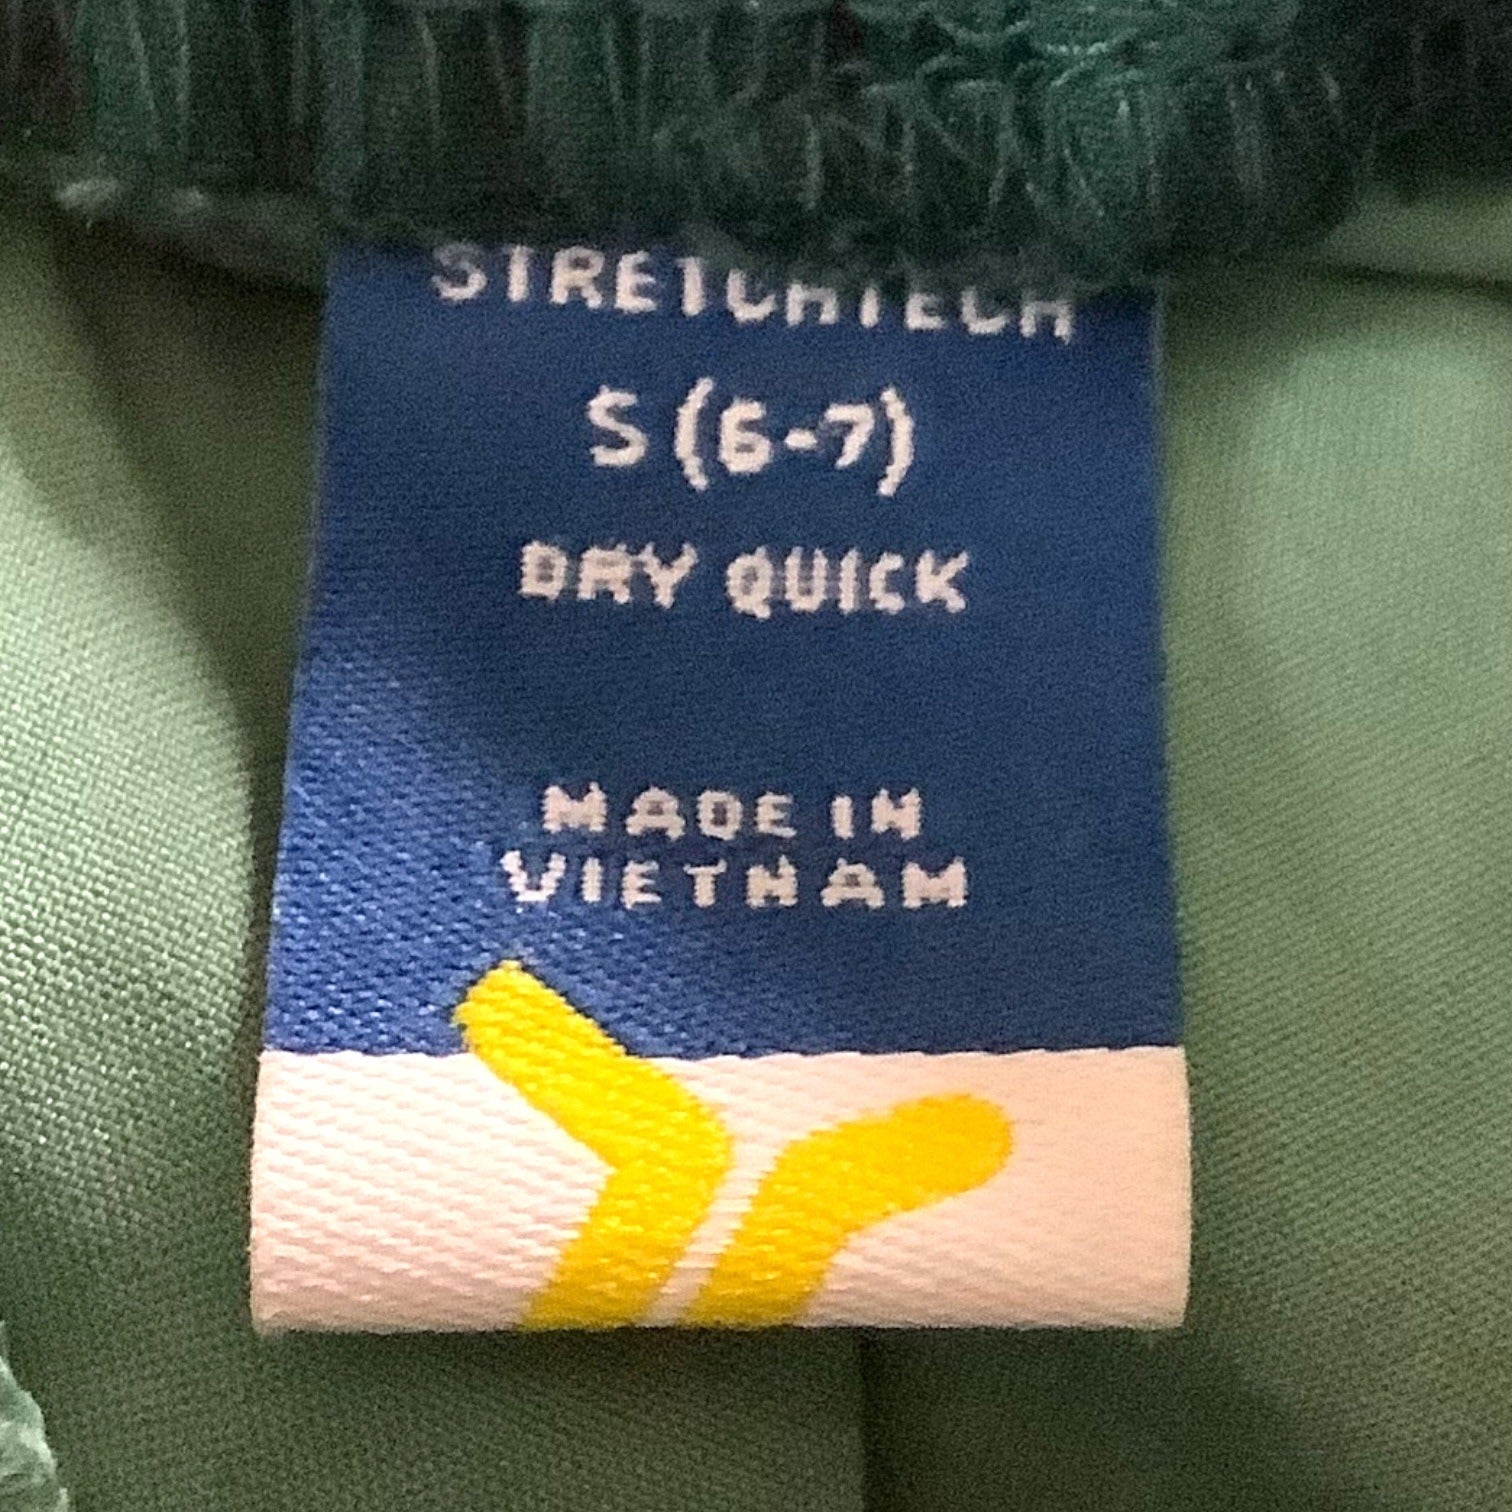 STRETCHTECH
S (6-7)
DRY QUICK
MADE IN
VIETNAM